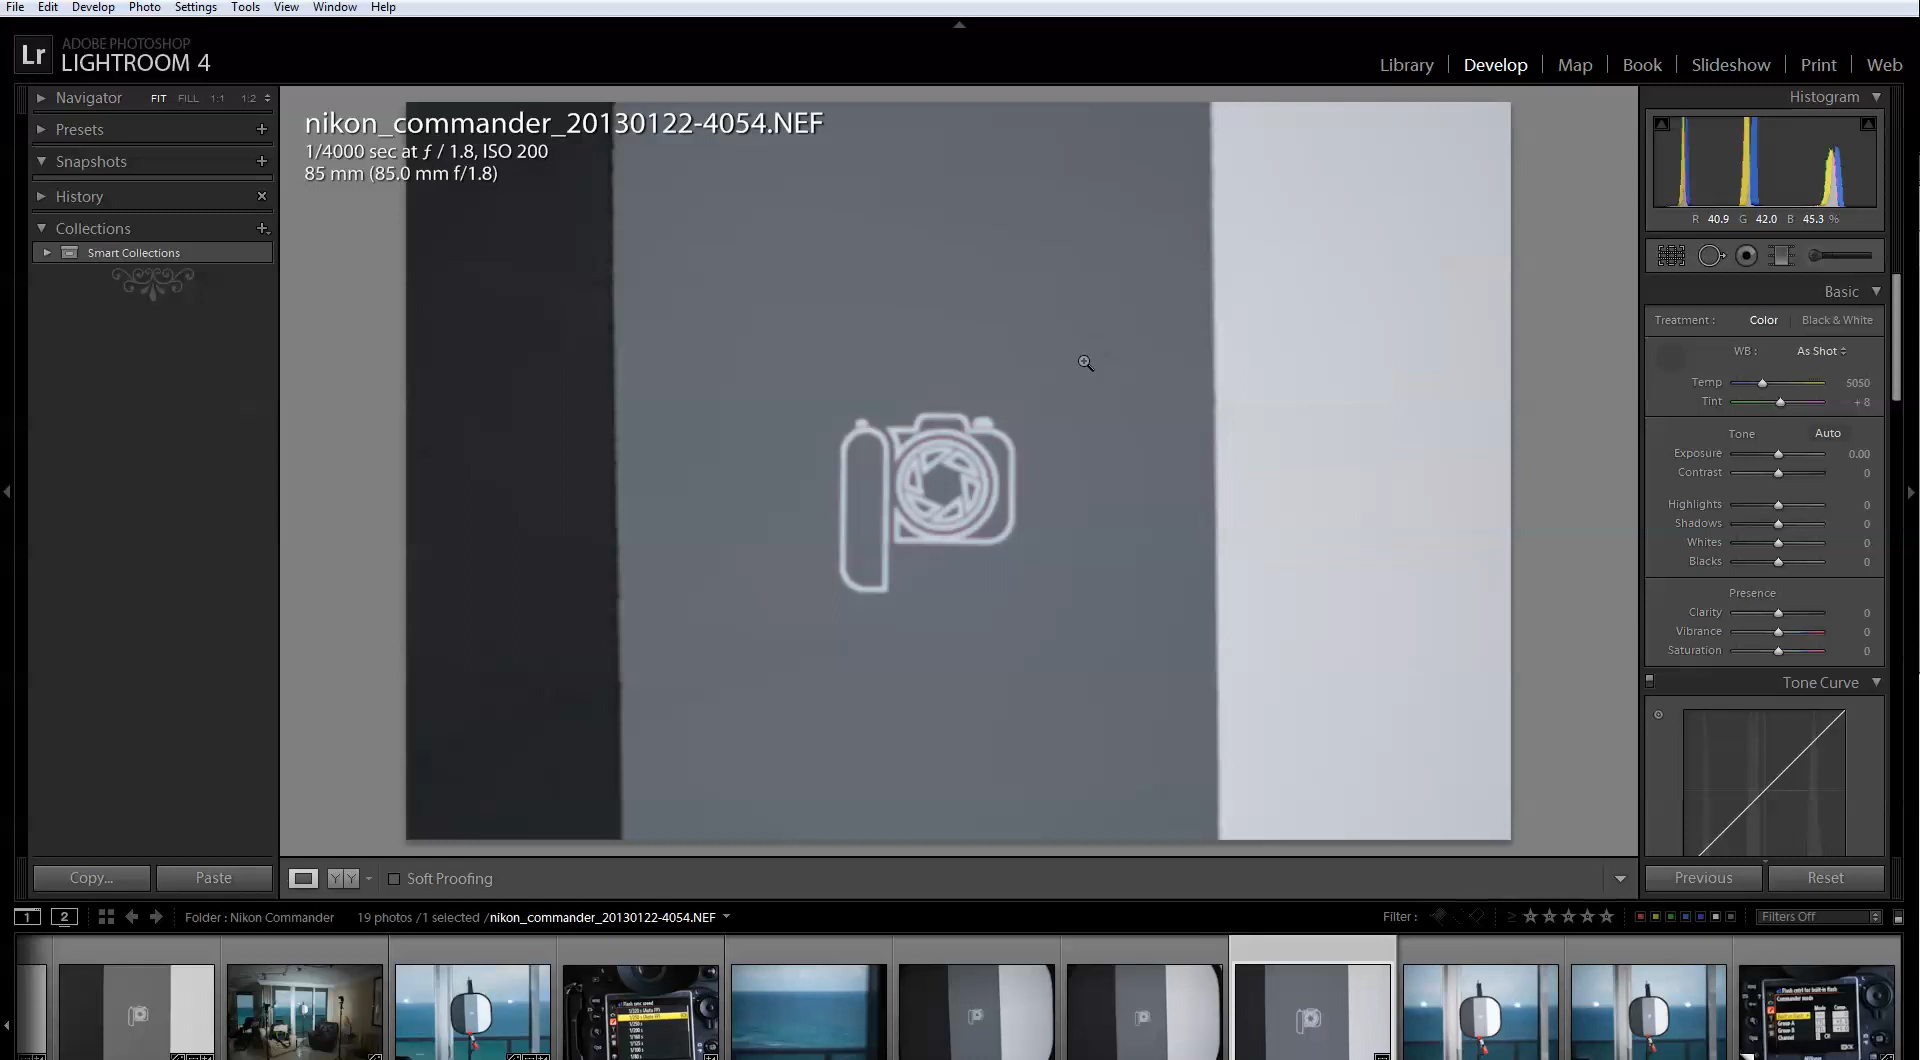 File Edit Develop Photo Settings Tools View Window Help
Lr ADOBE PHOTOSHOP
LIGHTROOM 4
Library Develop Map Book Slideshow Print Web
Navigator FIT FILL 1:1 1:2
Presets
Snapshots
History
Collections
Smart Collections
nikon_commander_20130122-4054.NEF
1/4000 sec at ƒ / 1.8, ISO 200
85 mm (85.0 mm f/1.8)
Histogram
R 40.9 G 42.0 B 45.3 %
Basic
Treatment : Color Black & White
WB : As Shot
Temp 5050
Tint + 8
Tone Auto
Exposure 0.00
Contrast 0
Highlights 0
Shadows 0
Whites 0
Blacks 0
Presence
Clarity 0
Vibrance 0
Saturation 0
Tone Curve
Copy... Paste
YY Soft Proofing
Previous Reset
1 2 Folder : Nikon Commander 19 photos /1 selected /nikon_commander_20130122-4054.NEF
Filter : ≥ Filters Off